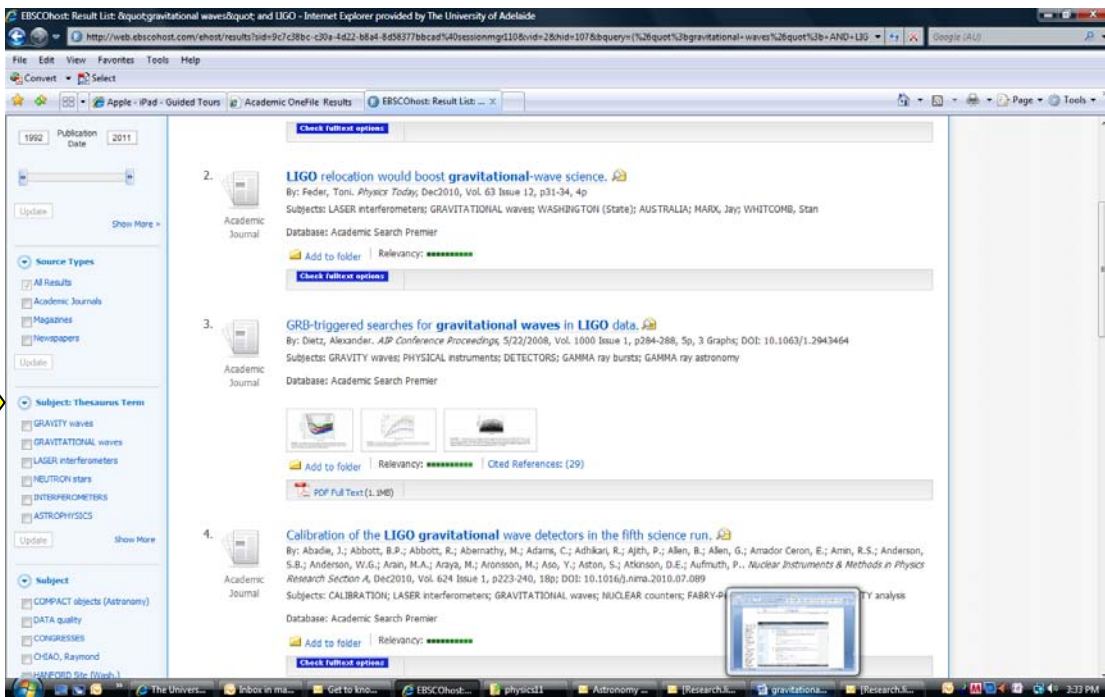 EBSCOhost: Result List: &quot;gravitational waves&quot; and LIGO - Internet Explorer provided by The University of Adelaide
Google (AU)
File Edit View Favorites Tools Help
Convert Select
Apple - iPad - Guided Tours Academic OneFile Results EBSCOhost: Result List: ... Page Tools
1992 Publication Date 2011
Update
Show More »
Source Types
All Results
Academic Journals
Magazines
Newspapers
Update
Subject: Thesaurus Term
GRAVITY waves
GRAVITATIONAL waves
LASER interferometers
NEUTRON stars
INTERFEROMETERS
ASTROPHYSICS
Update Show More
Subject
COMPACT objects (Astronomy)
DATA quality
CONGRESSES
CHIAO, Raymond
HANFORD Site (Wash.)
Check fulltext options
2.
Academic Journal
LIGO relocation would boost gravitational-wave science.
By: Feder, Toni. Physics Today, Dec2010, Vol. 63 Issue 12, p31-34, 4p
Subjects: LASER interferometers; GRAVITATIONAL waves; WASHINGTON (State); AUSTRALIA; MARX, Jay; WHITCOMB, Stan
Database: Academic Search Premier
Add to folder Relevancy:
Check fulltext options
3.
Academic Journal
GRB-triggered searches for gravitational waves in LIGO data.
By: Dietz, Alexander. AIP Conference Proceedings, 5/22/2008, Vol. 1000 Issue 1, p284-288, 5p, 3 Graphs; DOI: 10.1063/1.2943464
Subjects: GRAVITY waves; PHYSICAL instruments; DETECTORS; GAMMA ray bursts; GAMMA ray astronomy
Database: Academic Search Premier
Add to folder Relevancy: Cited References: (29)
PDF Full Text (1.1MB)
4.
Academic Journal
Calibration of the LIGO gravitational wave detectors in the fifth science run.
By: Abadie, J.; Abbott, B.P.; Abbott, R.; Abernathy, M.; Adams, C.; Adhikari, R.; Ajith, P.; Allen, B.; Allen, G.; Amador Ceron, E.; Amin, R.S.; Anderson,
S.B.; Anderson, W.G.; Arain, M.A.; Araya, M.; Aronsson, M.; Aso, Y.; Aston, S.; Atkinson, D.E.; Aufmuth, P.. Nuclear Instruments & Methods in Physics
Research Section A, Dec2010, Vol. 624 Issue 1, p223-240, 18p; DOI: 10.1016/j.nima.2010.07.089
Subjects: CALIBRATION; LASER interferometers; GRAVITATIONAL waves; NUCLEAR counters; TY analysis
Database: Academic Search Premier
Add to folder Relevancy:
Check fulltext options
The Univers... Inbox in ma... Get to kno... EBSCOhost:... physics11 Astronomy ... [Research.li... gravitationa... [Research.li... 3:33 PM